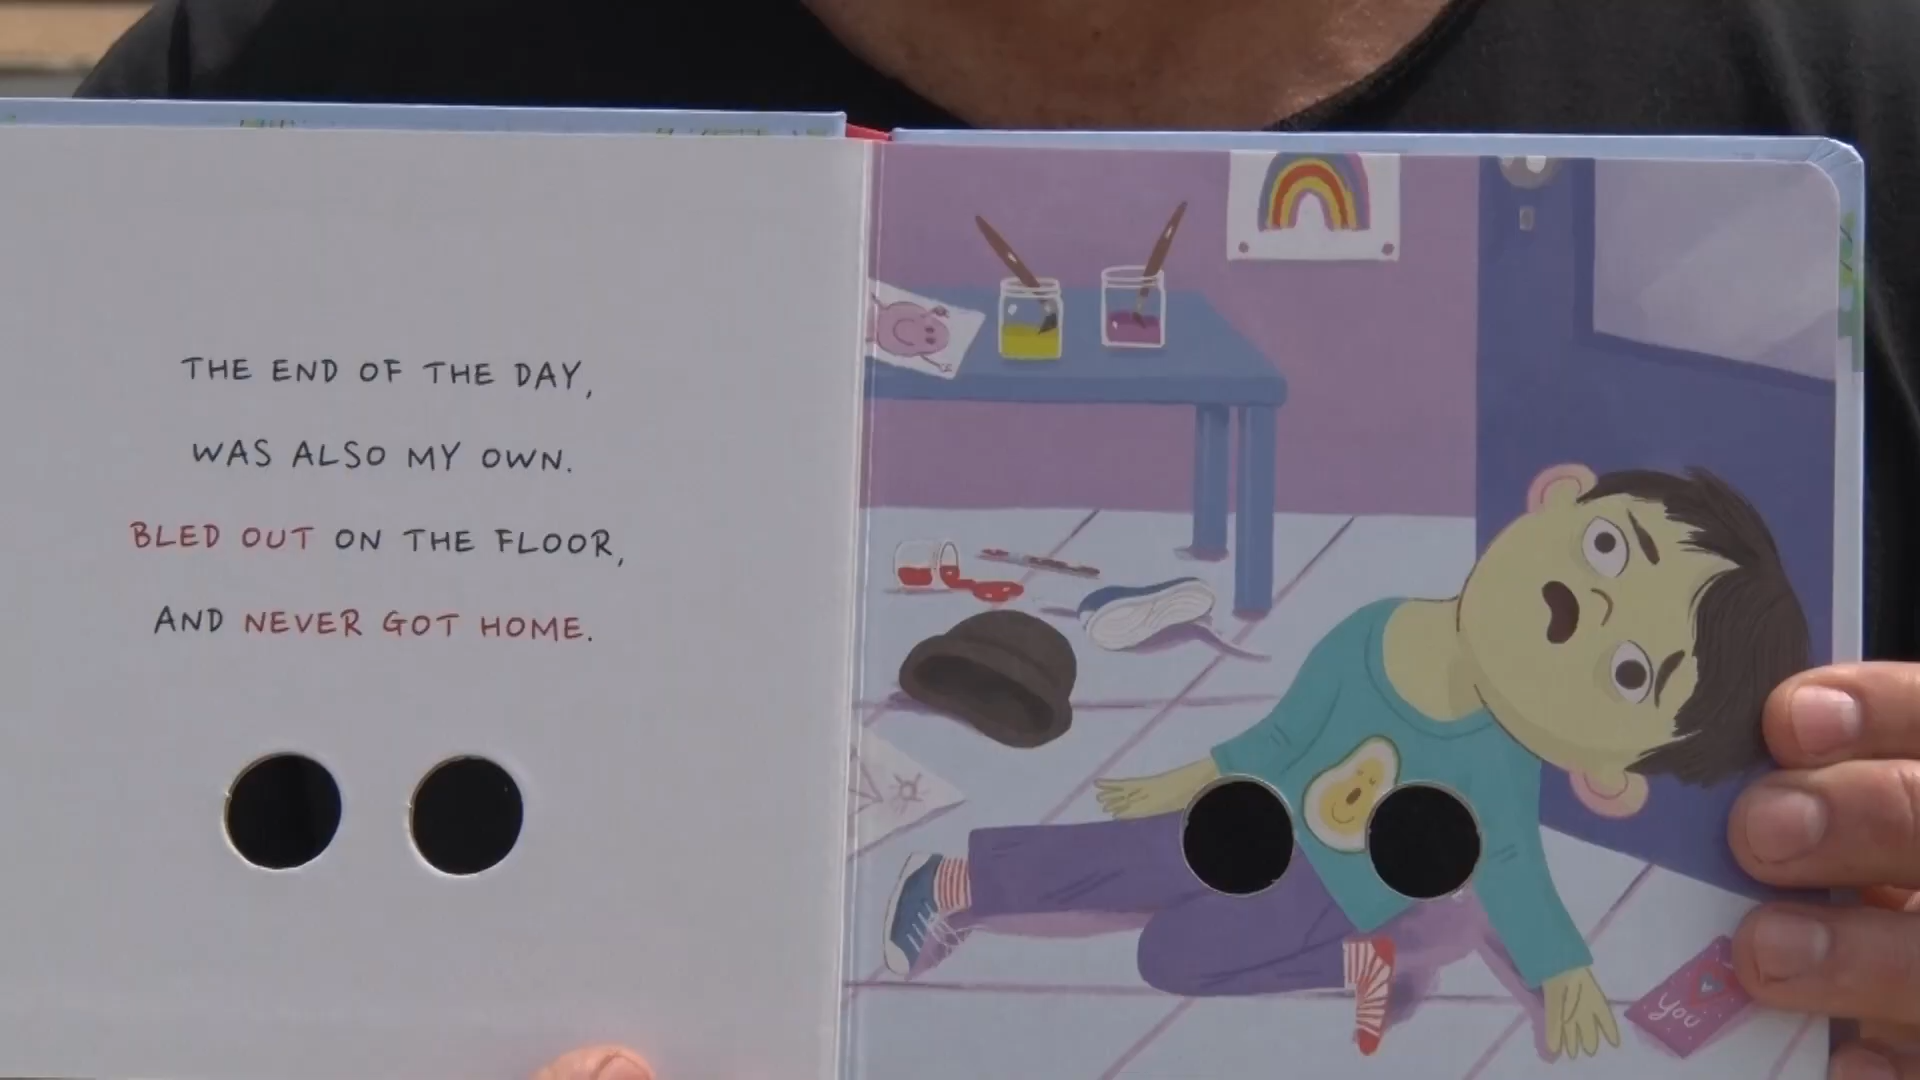 THE END OF THE DAY,
WAS ALSO MY OWN.
BLED OUT ON THE FLOOR,
AND NEVER GOT HOME.
you